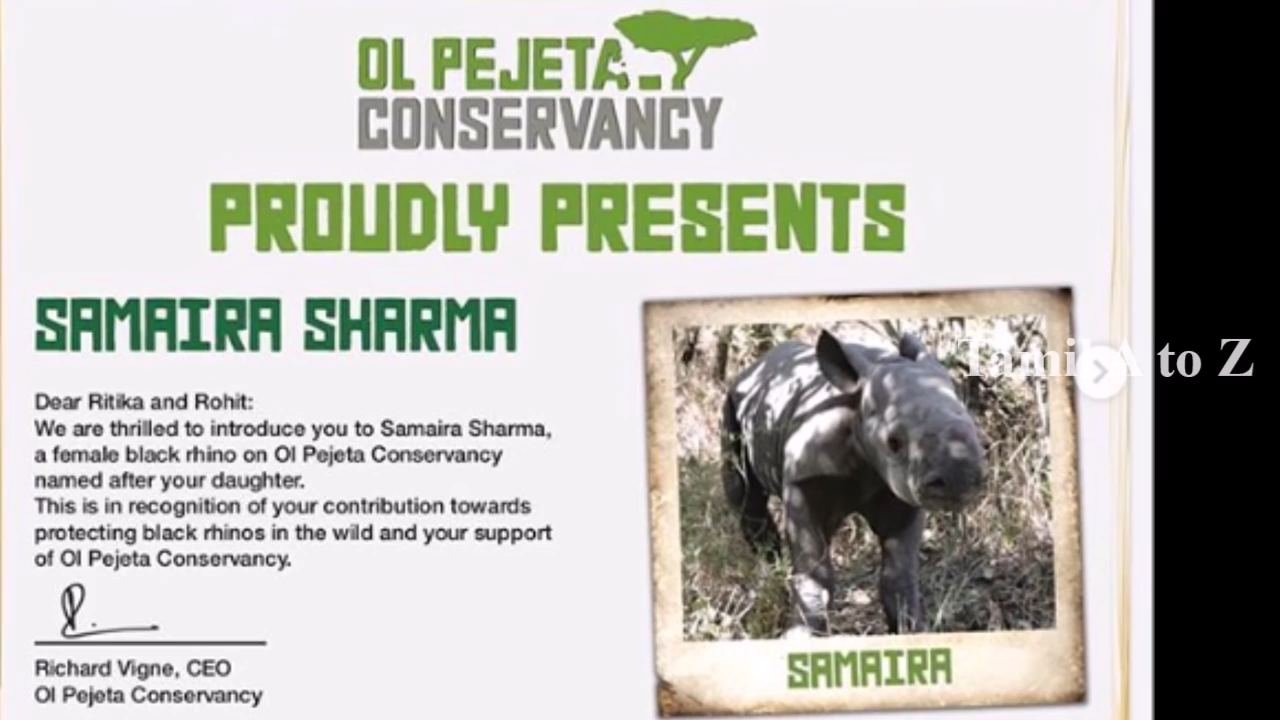 OL PEJETA
CONSERVANCY
PROUDLY PRESENTS
SAMAIRA SHARMA
Dear Ritika and Rohit:
We are thrilled to introduce you to Samaira Sharma,
a female black rhino on Ol Pejeta Conservancy
named after your daughter.
This is in recognition of your contribution towards
protecting black rhinos in the wild and your support
of Ol Pejeta Conservancy.
Richard Vigne, CEO
Ol Pejeta Conservancy
Tamil A to Z
SAMAIRA